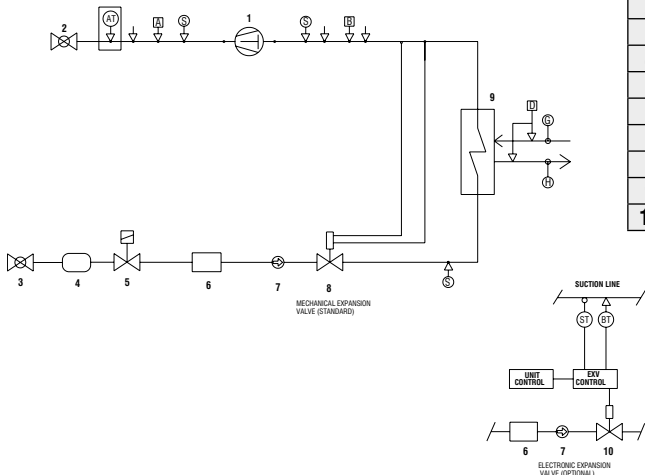 AT
A
S
1
S
B
2
9
D
G
H
3
4
5
6
7
8
MECHANICAL EXPANSION
VALVE (STANDARD)
S
1
SUCTION LINE
ST
BT
UNIT
CONTROL
EXV
CONTROL
6
7
10
ELECTRONIC EXPANSION
VALVE (OPTIONAL)